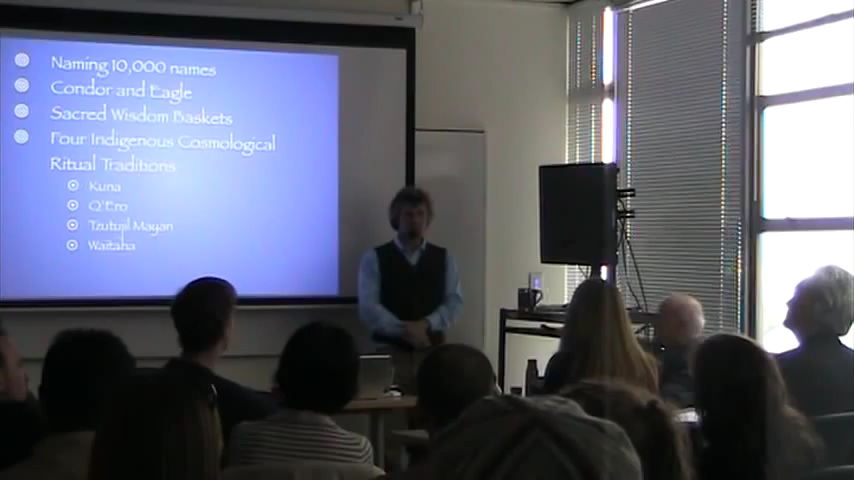 Naming 10,000 names
Condor and Eagle
Sacred Wisdom Baskets
Four Indigenous Cosmological
Ritual Traditions
Kuna
Q'Ero
Tzutujil Mayan
Waitaha